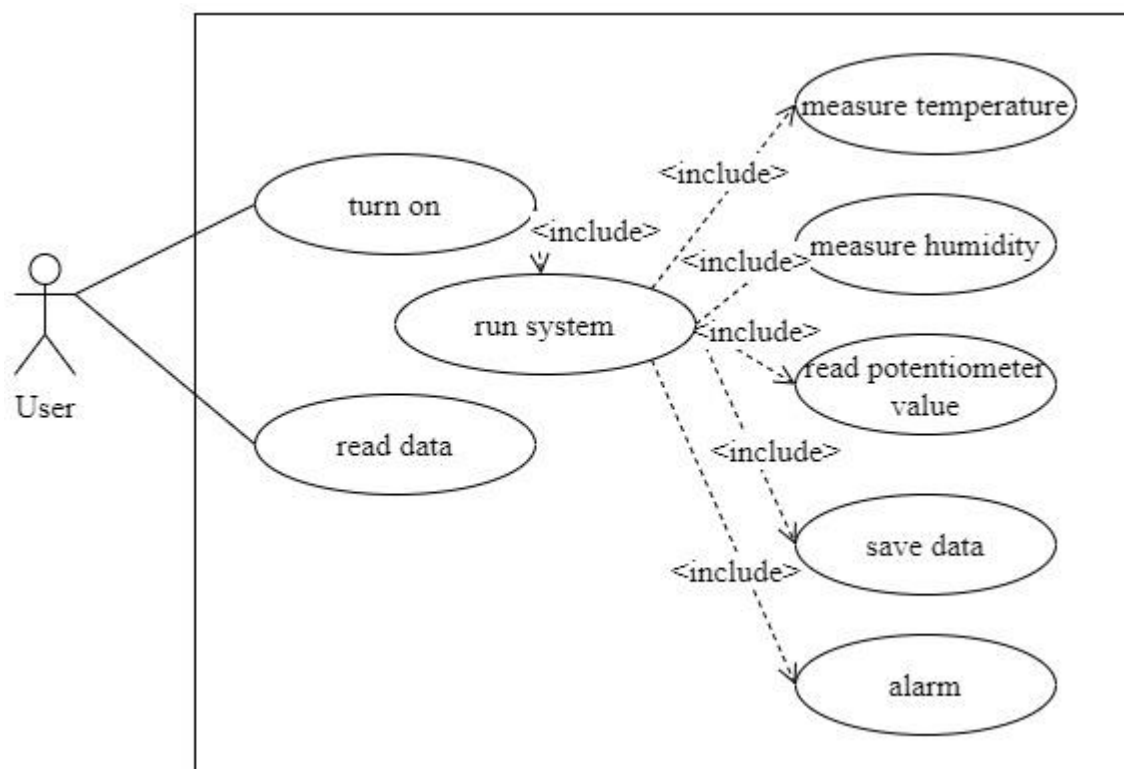 measure temperature
<include>
turn on
<include>
measure humidity
<include>
run system
<include>
read potentiometer
value
User
read data
<include>
save data
<include>
alarm